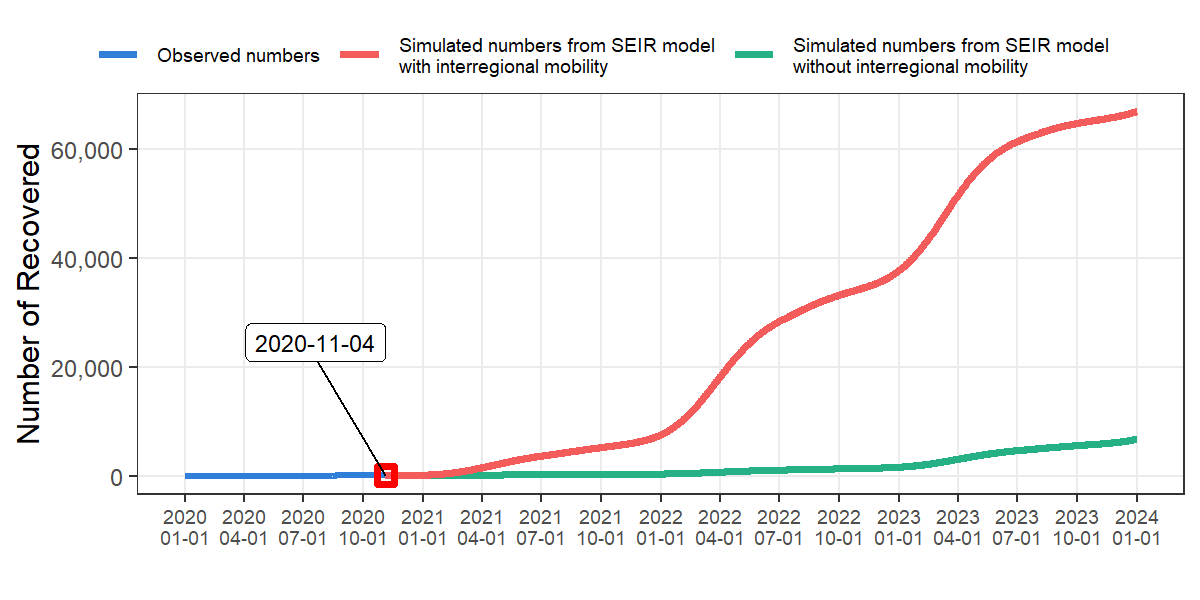 Observed numbers
Simulated numbers from SEIR model
with interregional mobility
Simulated numbers from SEIR model
without interregional mobility
Number of Recovered
60,000
40,000
20,000
0
2020-11-04
2020 2020 2020 2020 2021 2021 2021 2021 2022 2022 2022 2022 2023 2023 2023 2023 2024
01-01 04-01 07-01 10-01 01-01 04-01 07-01 10-01 01-01 04-01 07-01 10-01 01-01 04-01 07-01 10-01 01-01